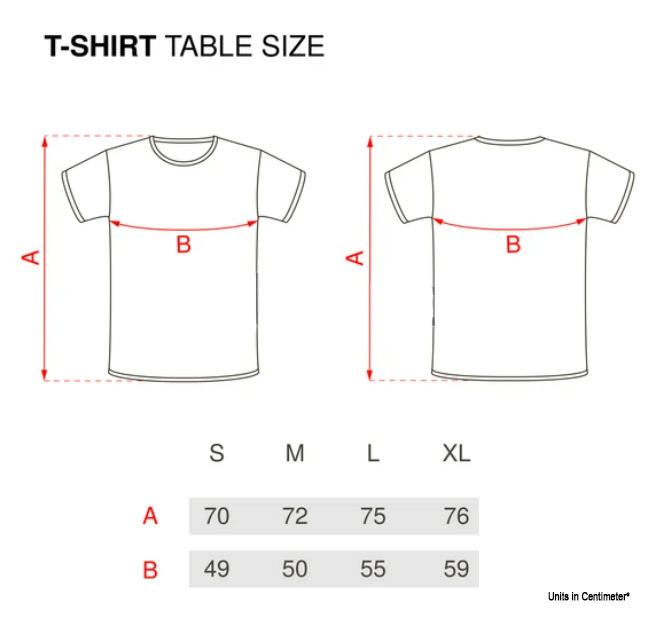 T-SHIRT TABLE SIZE
A
B
A
B
S M L XL
A 70 72 75 76
B 49 50 55 59
Units in Centimeter*